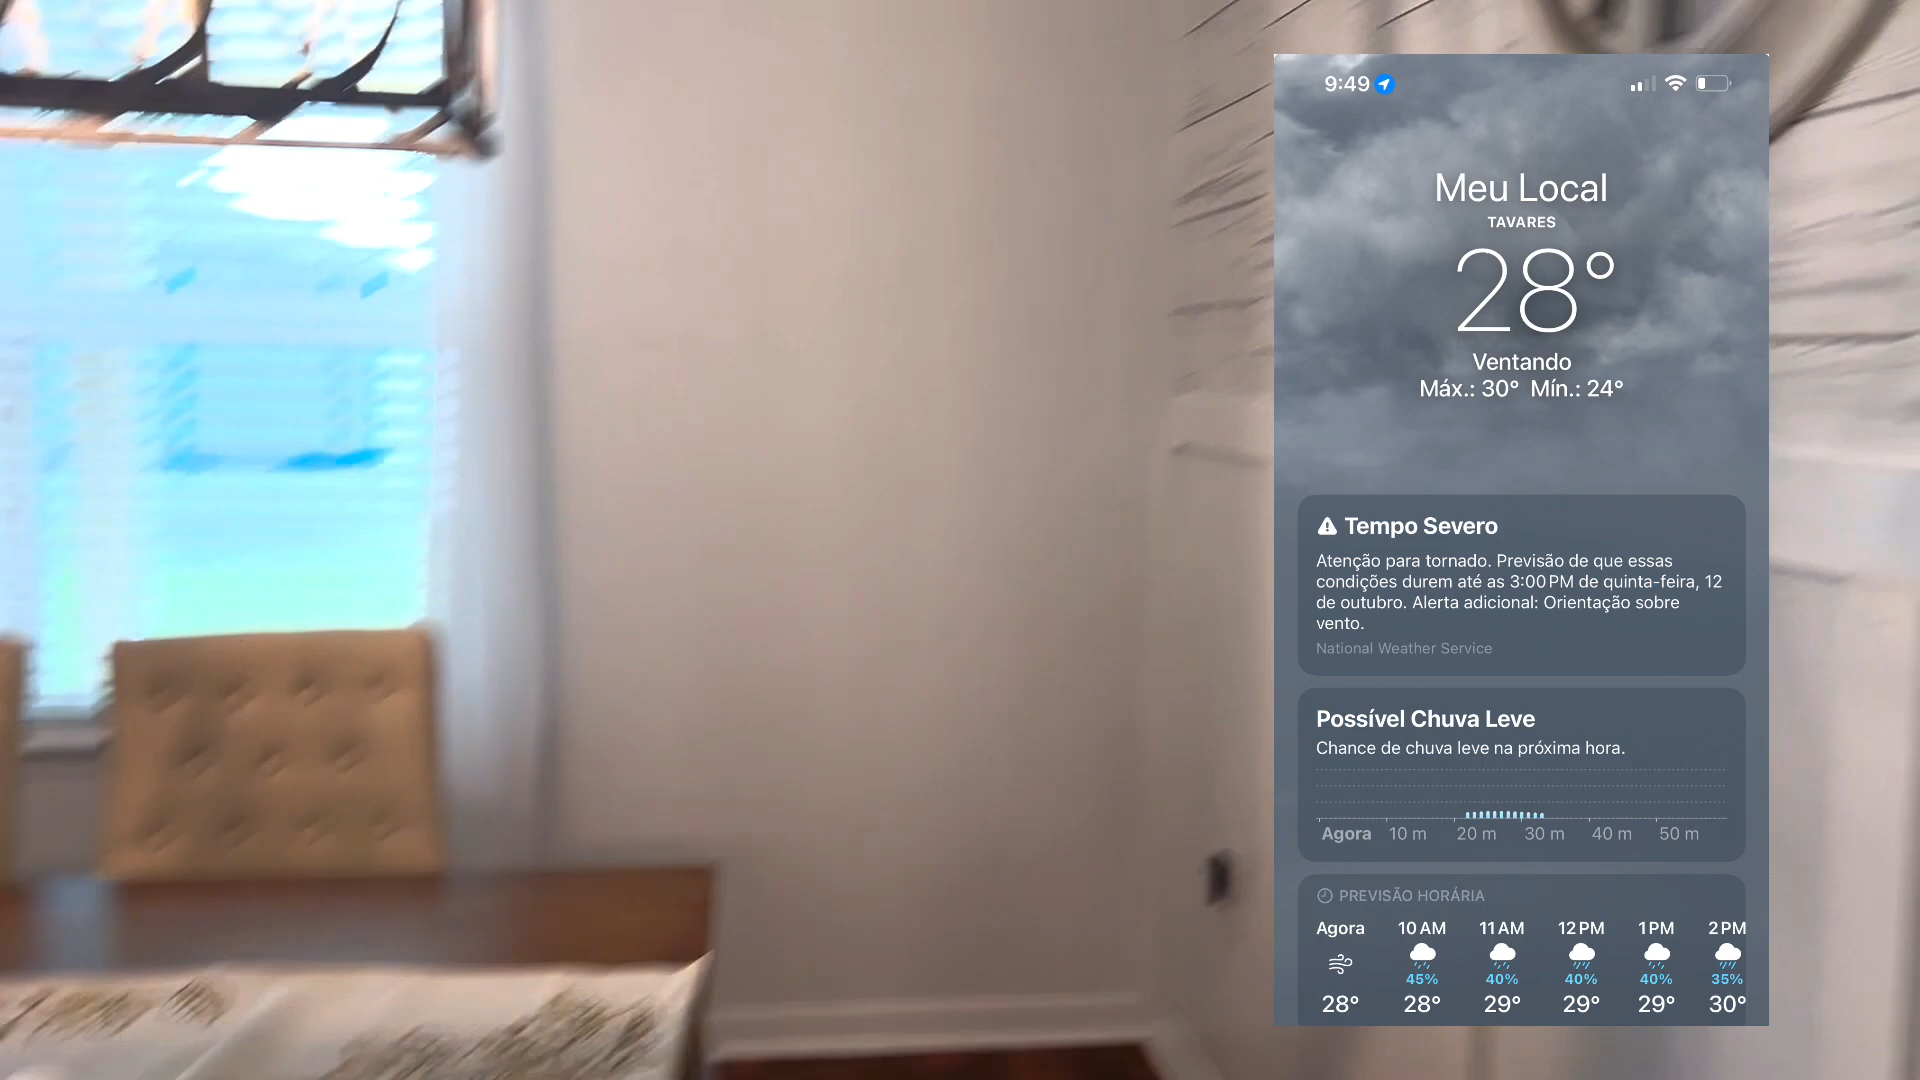 9:49
Meu Local
TAVARES
28°
Ventando
Máx.: 30° Mín.: 24°
Tempo Severo
Atenção para tornado. Previsão de que essas
condições durem até as 3:00 PM de quinta-feira, 12
de outubro. Alerta adicional: Orientação sobre
vento.
National Weather Service
Possível Chuva Leve
Chance de chuva leve na próxima hora.
Agora 10 m 20 m 30 m 40 m 50 m
PREVISÃO HORÁRIA
Agora 10 AM 11 AM 12 PM 1 PM 2 PM
45% 40% 40% 40% 35%
28° 28° 29° 29° 29° 30°